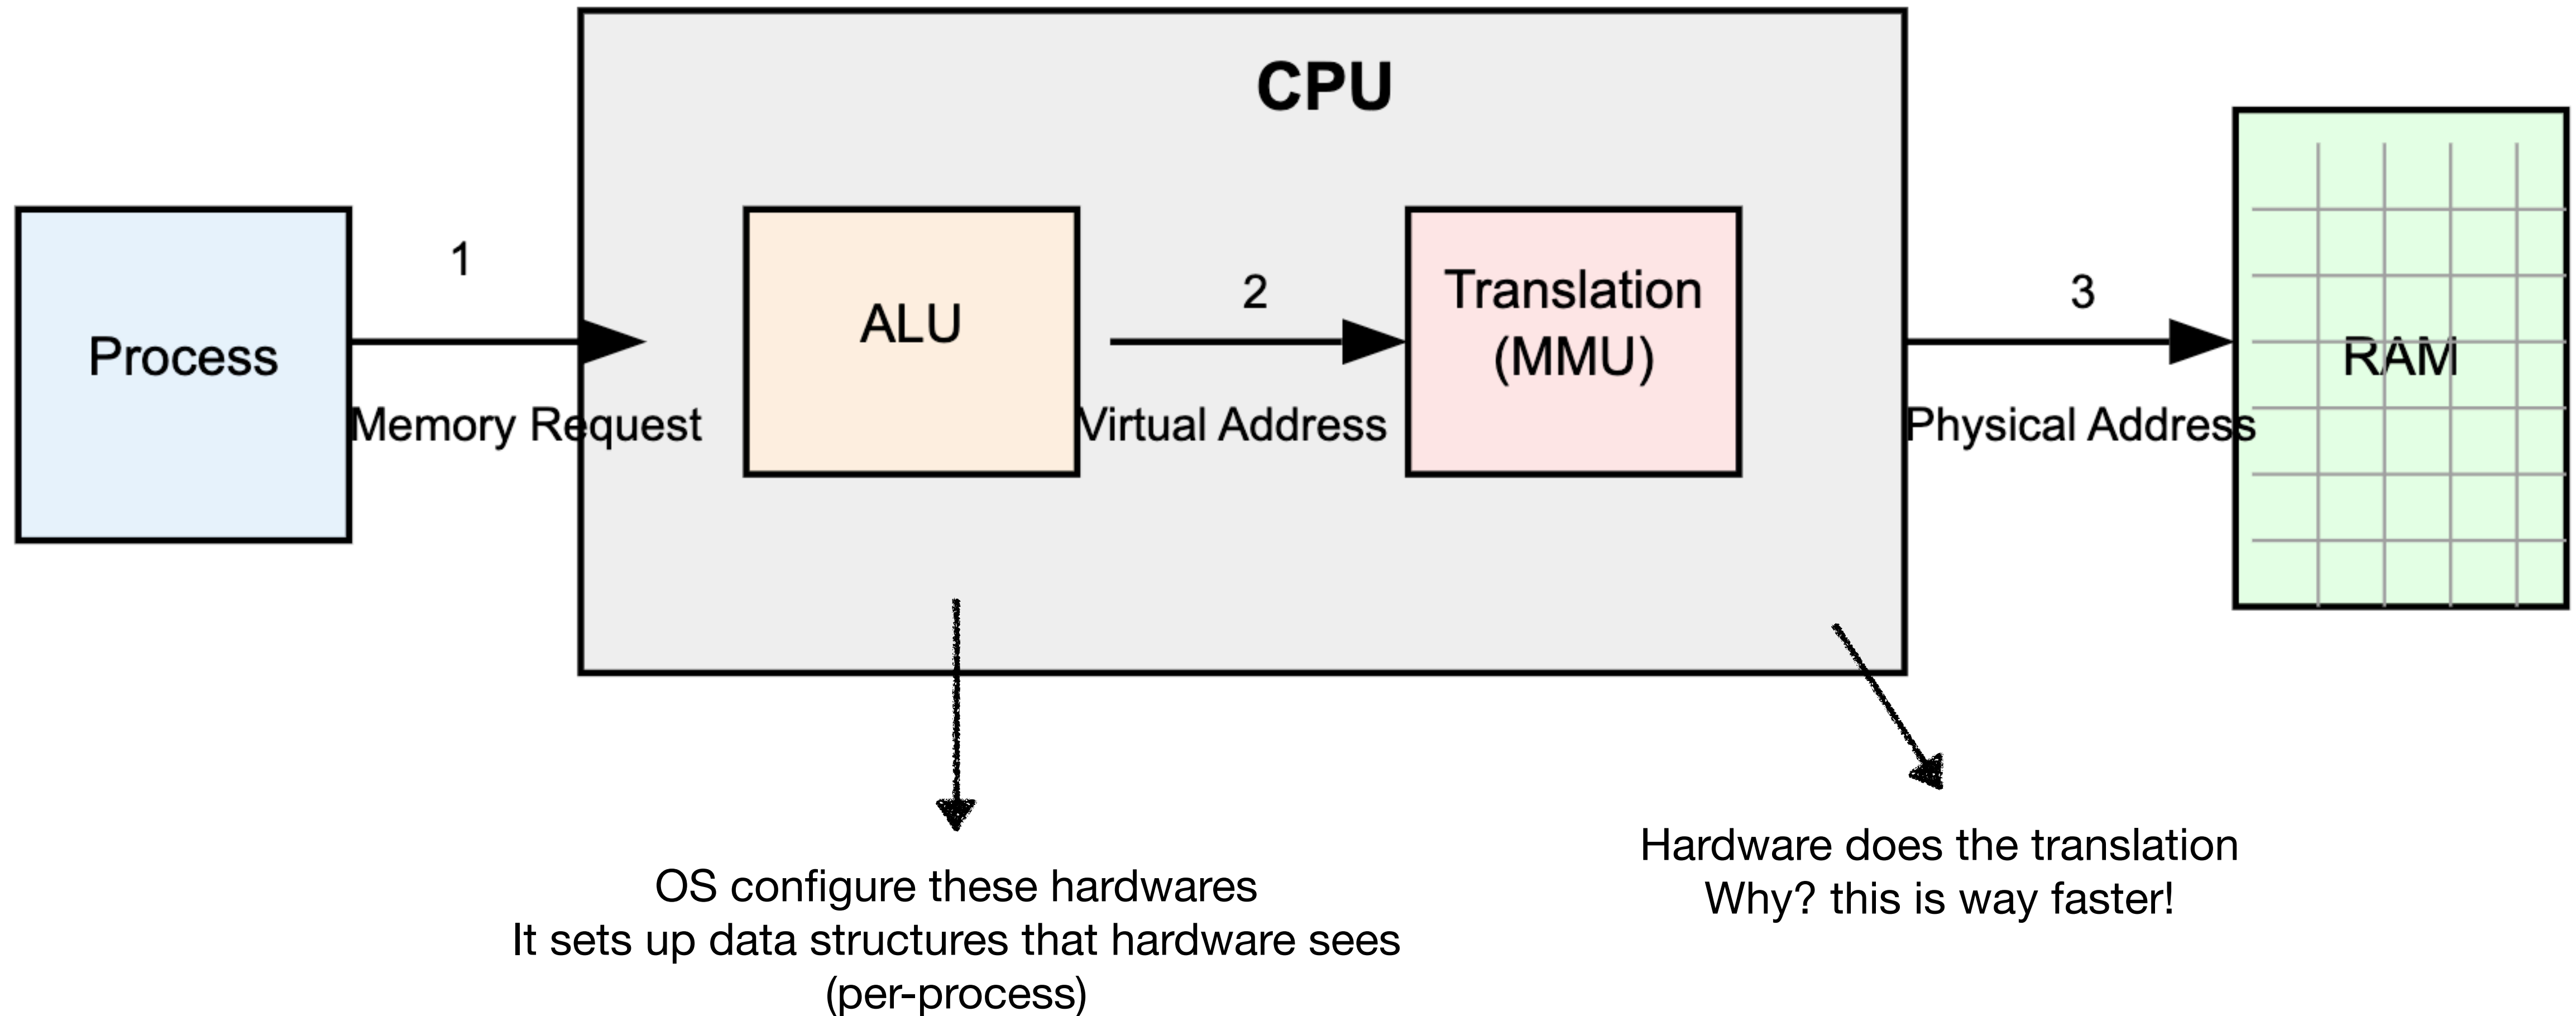 CPU
Process
1
Memory Request
ALU
2
Virtual Address
Translation
(MMU)
3
Physical Address
RAM
OS configure these hardwares
It sets up data structures that hardware sees
(per-process)
Hardware does the translation
Why? this is way faster!